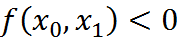 f(x₀, x₁) < 0